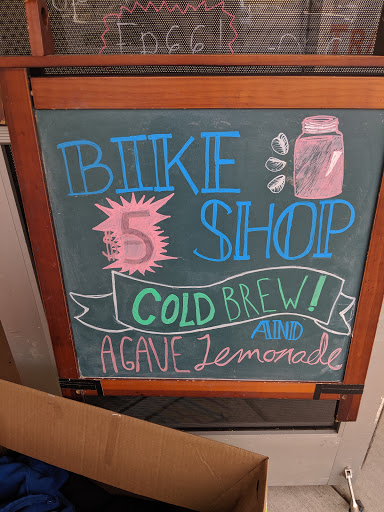 BIKE
5 SHOP
COLD BREW!
AND
AGAVE Lemonade